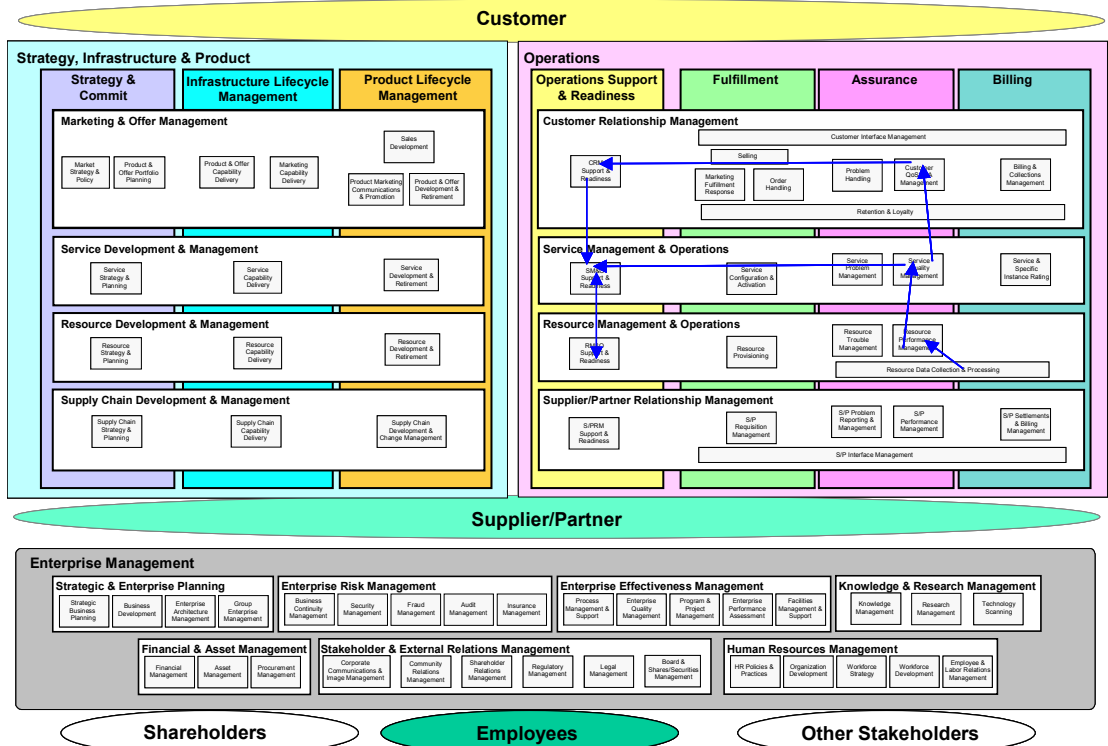 Customer
Strategy, Infrastructure & Product
Operations
Strategy &
Commit
Infrastructure Lifecycle
Management
Product Lifecycle
Management
Operations Support
& Readiness
Fulfillment
Assurance
Billing
Marketing & Offer Management
Market
Strategy &
Policy
Product &
Offer Portfolio
Planning
Product & Offer
Capability
Delivery
Marketing
Capability
Delivery
Sales
Development
Product Marketing
Communications
& Promotion
Product & Offer
Development &
Retirement
Customer Relationship Management
Customer Interface Management
Selling
CRM
Support &
Readiness
Marketing
Fulfillment
Response
Order
Handling
Problem
Handling
Customer
Management
Billing &
Collections
Management
Retention & Loyalty
Service Development & Management
Service
Strategy &
Planning
Service
Capability
Delivery
Service
Development &
Retirement
Service Management & Operations
Support &
Readiness
Service
Configuration &
Activation
Service
Problem
Management
Service
Quality
Management
Service &
Specific
Instance Rating
Resource Development & Management
Resource
Strategy &
Planning
Resource
Capability
Delivery
Resource
Development &
Retirement
Resource Management & Operations
Support &
Readiness
Resource
Provisioning
Resource
Trouble
Management
Resource
Performance
Management
Resource Data Collection & Processing
Supply Chain Development & Management
Supply Chain
Strategy &
Planning
Supply Chain
Capability
Delivery
Supply Chain
Development &
Change Management
Supplier/Partner Relationship Management
S/PRM
Support &
Readiness
S/P
Requisition
Management
S/P Problem
Reporting &
Management
S/P
Performance
Management
S/P Settlements
& Billing
Management
S/P Interface Management
Supplier/Partner
Enterprise Management
Strategic & Enterprise Planning
Strategic
Business
Planning
Business
Development
Enterprise
Architecture
Management
Group
Enterprise
Management
Enterprise Risk Management
Business
Continuity
Management
Security
Management
Fraud
Management
Audit
Management
Insurance
Management
Enterprise Effectiveness Management
Process
Management &
Support
Enterprise
Quality
Management
Program &
Project
Management
Enterprise
Performance
Assessment
Facilities
Management &
Support
Knowledge & Research Management
Knowledge
Management
Research
Management
Technology
Scanning
Financial & Asset Management
Financial
Management
Asset
Management
Procurement
Management
Stakeholder & External Relations Management
Corporate
Communications &
Image Management
Community
Relations
Management
Shareholder
Relations
Management
Regulatory
Management
Legal
Management
Board &
Shares/Securities
Management
Human Resources Management
HR Policies &
Practices
Organization
Development
Workforce
Strategy
Workforce
Development
Employee &
Labor Relations
Management
Shareholders
Employees
Other Stakeholders